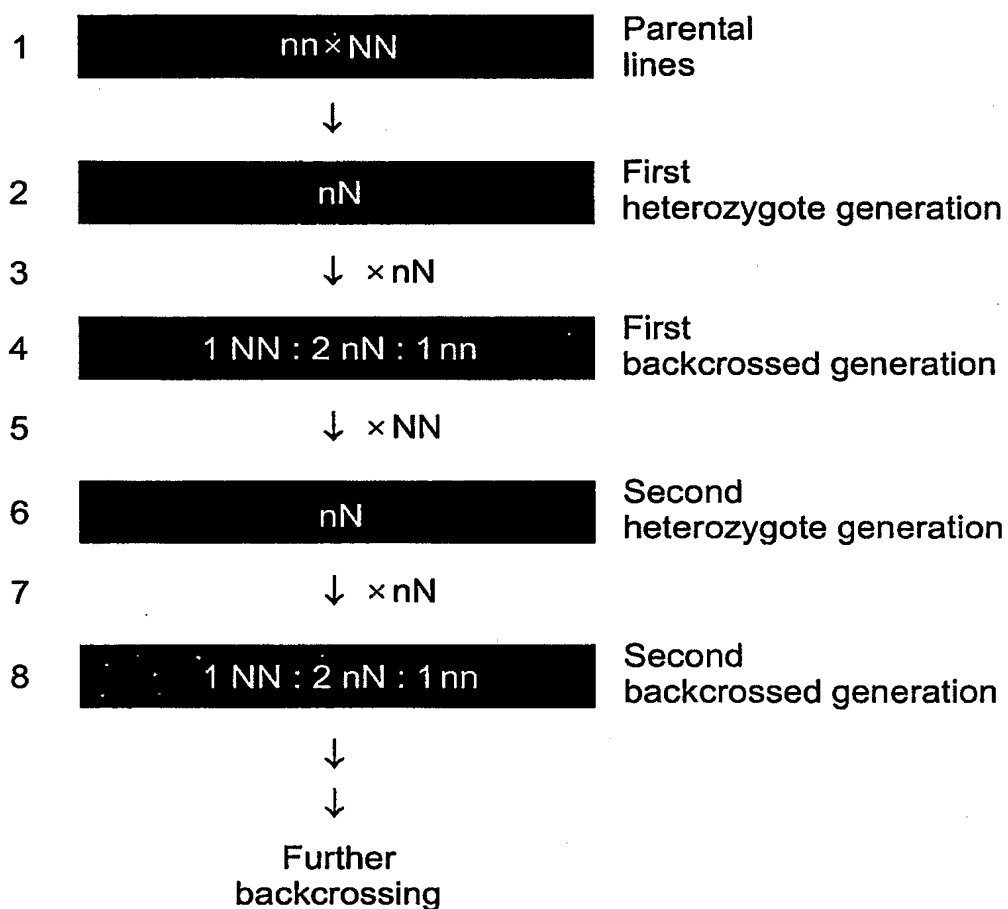 1 nn × NN Parental
lines
↓
2 nN First
heterozygote generation
3 ↓ × nN
4 1 NN : 2 nN : 1 nn First
backcrossed generation
5 ↓ × NN
6 nN Second
heterozygote generation
7 ↓ × nN
8 1 NN : 2 nN : 1 nn Second
backcrossed generation
↓
↓
Further
backcrossing